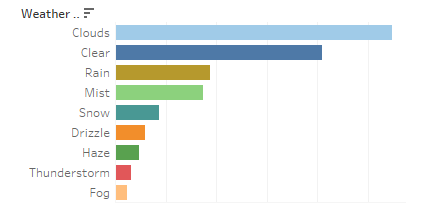 Weather ..
Clouds
Clear
Rain
Mist
Snow
Drizzle
Haze
Thunderstorm
Fog